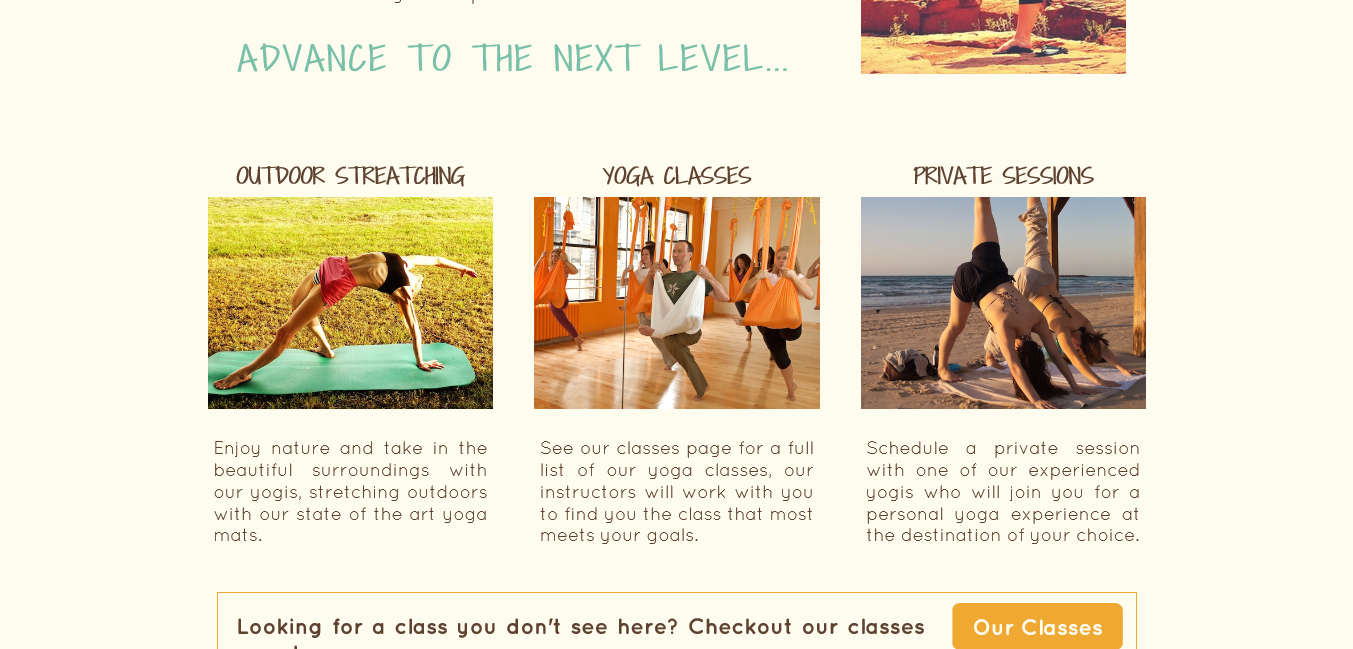 ADVANCE TO THE NEXT LEVEL...
OUTDOOR STREATCHING
YOGA CLASSES
PRIVATE SESSIONS
Enjoy nature and take in the
beautiful surroundings with
our yogis, stretching outdoors
with our state of the art yoga
mats.
See our classes page for a full
list of our yoga classes, our
instructors will work with you
to find you the class that most
meets your goals.
Schedule a private session
with one of our experienced
yogis who will join you for a
personal yoga experience at
the destination of your choice.
Looking for a class you don't see here? Checkout our classes
Our Classes